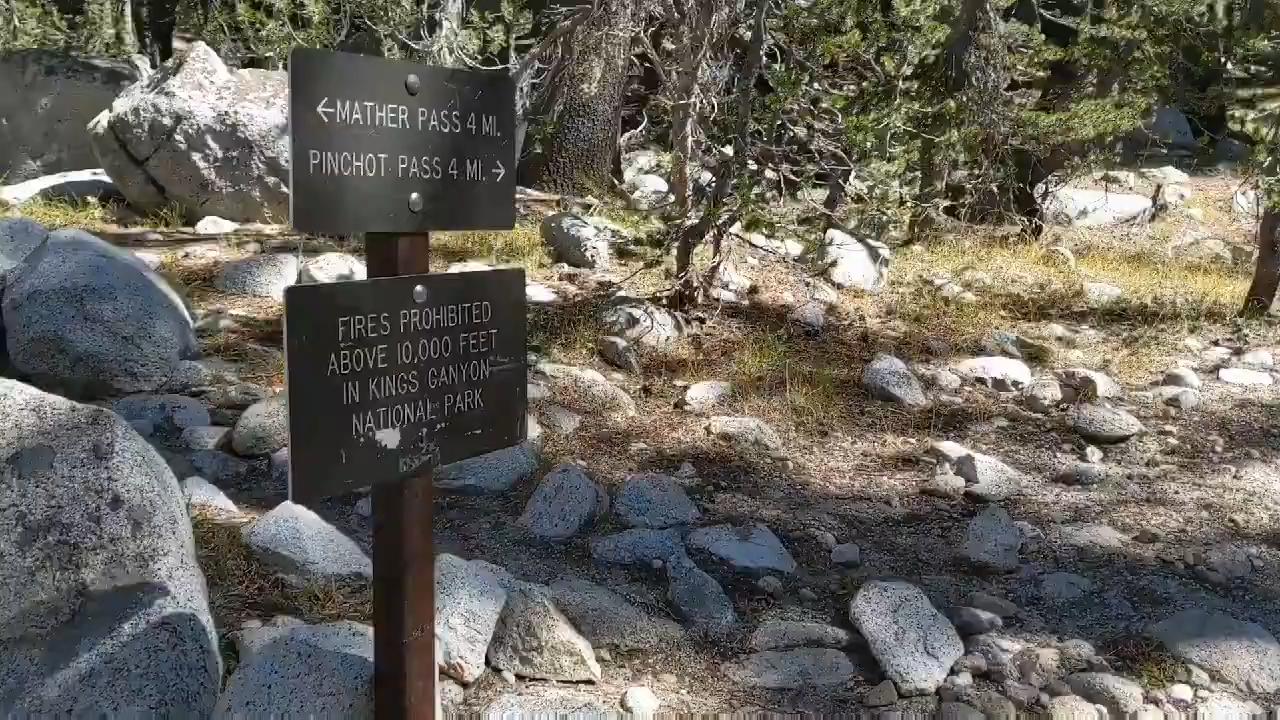 ←MATHER PASS 4 MI.
PINCHOT PASS 4 MI.→
FIRES PROHIBITED
ABOVE 10,000 FEET
IN KINGS CANYON
NATIONAL PARK